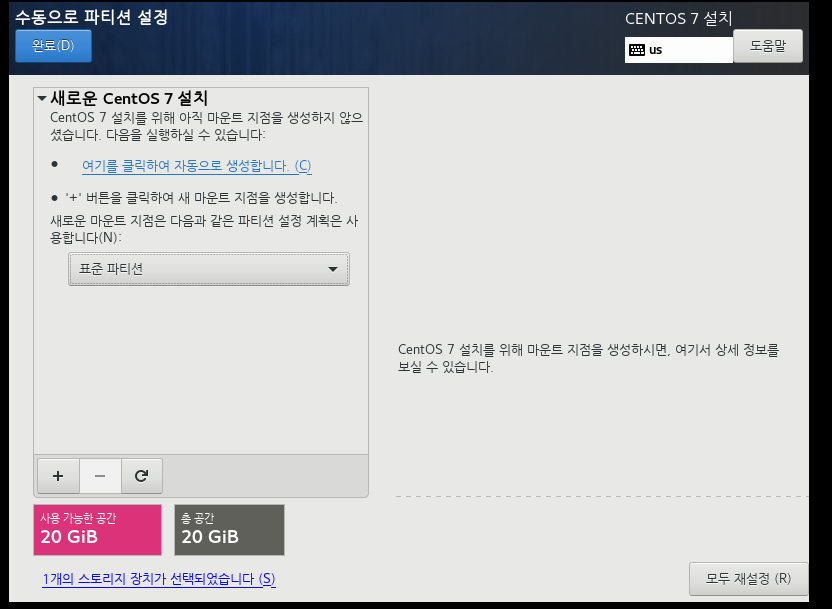 수동으로 파티션 설정
CENTOS 7 설치
완료(D)
us
도움말
새로운 CentOS 7 설치
CentOS 7 설치를 위해 아직 마운트 지점을 생성하지 않으
셨습니다. 다음을 실행하실 수 있습니다:
● 여기를 클릭하여 자동으로 생성합니다. (C)
● '+' 버튼을 클릭하여 새 마운트 지점을 생성합니다.
새로운 마운트 지점은 다음과 같은 파티션 설정 계획은 사
용합니다(N):
표준 파티션
CentOS 7 설치를 위해 마운트 지점을 생성하시면, 여기서 상세 정보를
보실 수 있습니다.
+ −
사용 가능한 공간
20 GiB
총 공간
20 GiB
1개의 스토리지 장치가 선택되었습니다 (S)
모두 재설정 (R)